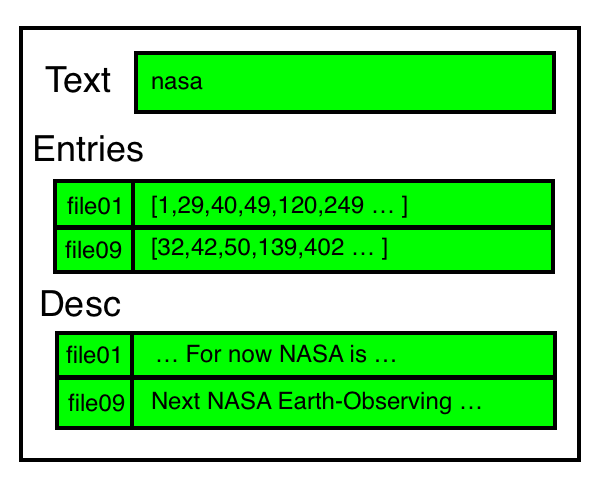 Text nasa
Entries
file01 [1,29,40,49,120,249 … ]
file09 [32,42,50,139,402 … ]
Desc
file01 … For now NASA is …
file09 Next NASA Earth-Observing …